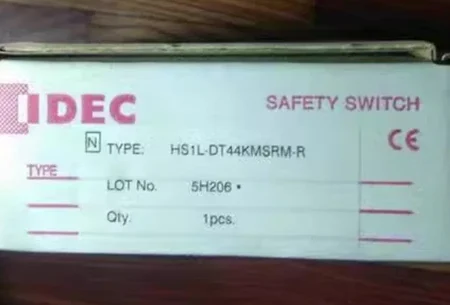 IDEC SAFETY SWITCH
N TYPE: HS1L-DT44KMSRM-R CE
TYPE
LOT No. 5H206
Qty. 1pcs.